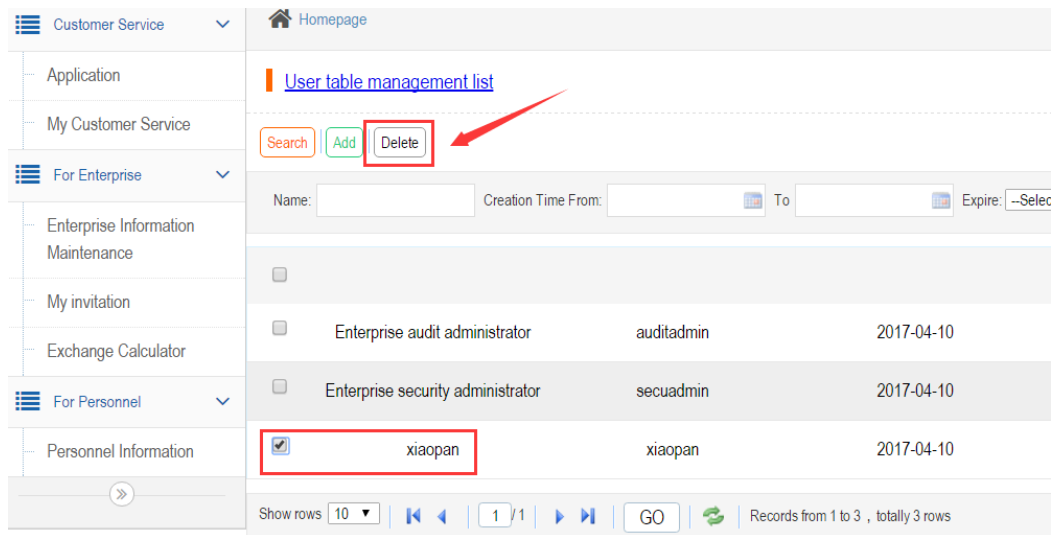 Customer Service
Application
My Customer Service
For Enterprise
Enterprise Information
Maintenance
My invitation
Exchange Calculator
For Personnel
Personnel Information
Homepage
User table management list
Search Add Delete
Name: Creation Time From: To Expire: --Selec
Enterprise audit administrator auditadmin 2017-04-10
Enterprise security administrator secuadmin 2017-04-10
xiaopan xiaopan 2017-04-10
Show rows 10 1 /1 GO Records from 1 to 3 , totally 3 rows